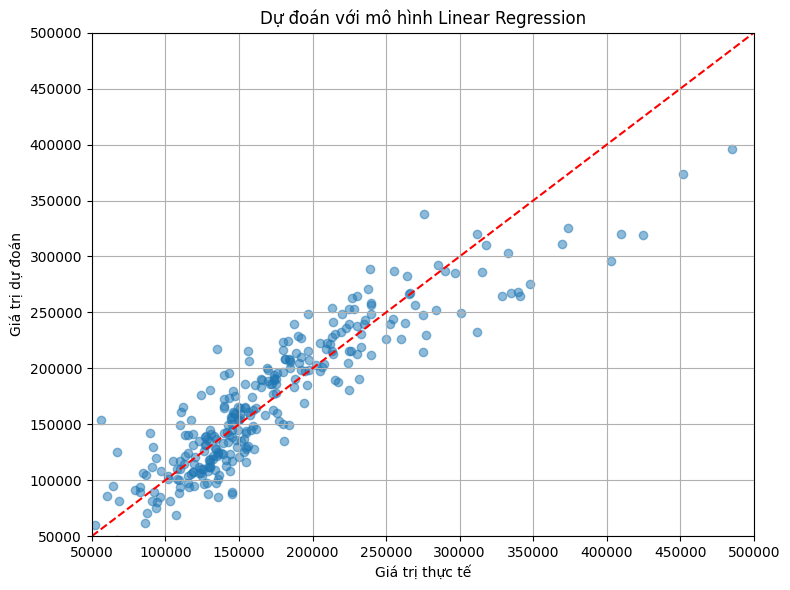 Dự đoán với mô hình Linear Regression
500000
450000
400000
350000
300000
250000
200000
150000
100000
50000
Giá trị dự đoán
50000 100000 150000 200000 250000 300000 350000 400000 450000 500000
Giá trị thực tế